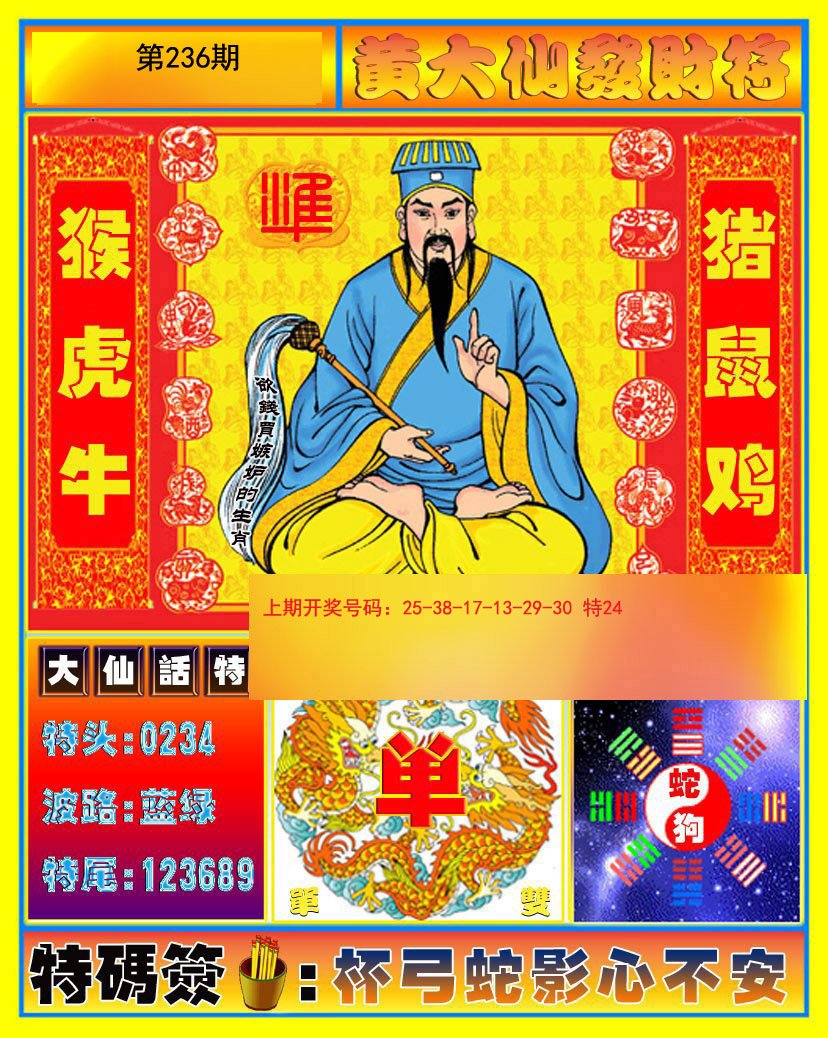 第236期
黄大仙發財符
猴虎牛
猪鼠鸡
欲錢買嫉妒的生肖
上期开奖号码：25-38-17-13-29-30 特24
大仙話特
特头:0234
波路:蓝绿
特尾:123689
单
單
雙
蛇
狗
特碼簽:杯弓蛇影心不安